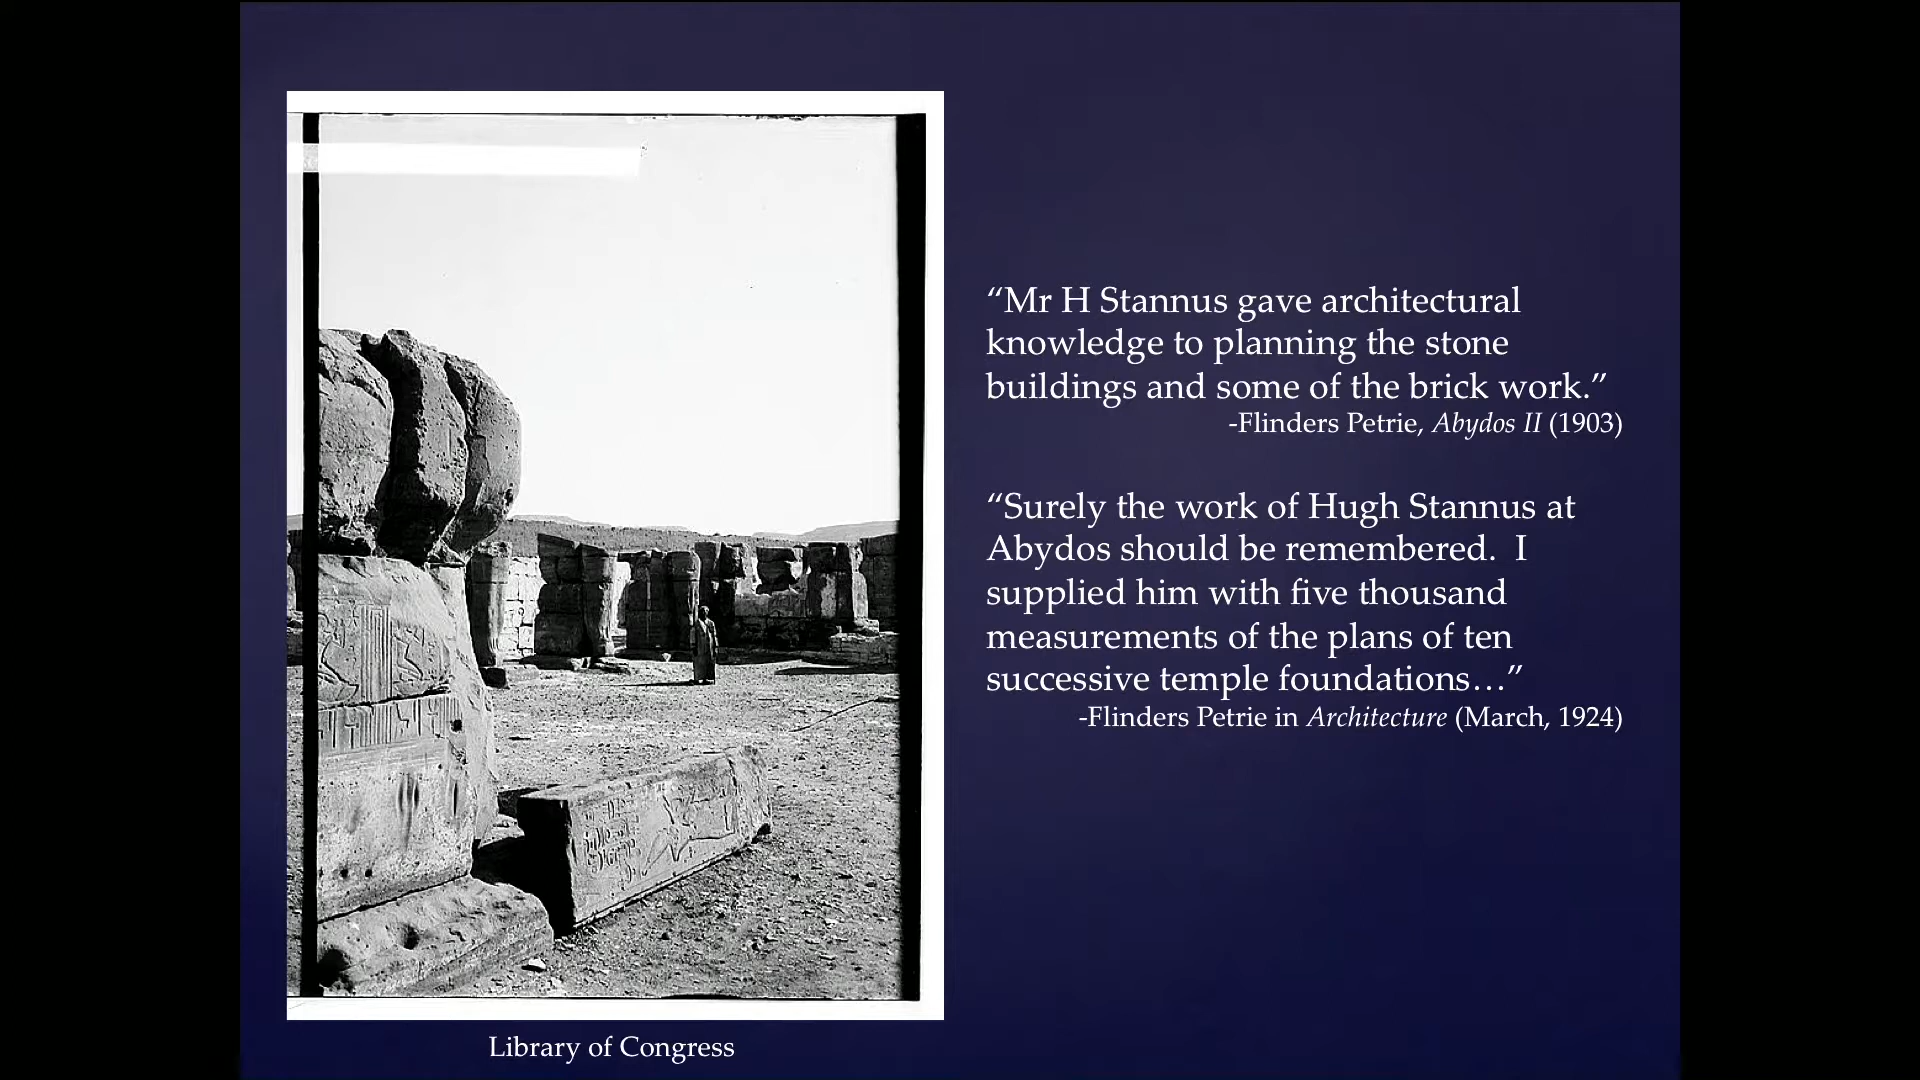 “Mr H Stannus gave architectural
knowledge to planning the stone
buildings and some of the brick work.”
-Flinders Petrie, Abydos II (1903)
“Surely the work of Hugh Stannus at
Abydos should be remembered.  I
supplied him with five thousand
measurements of the plans of ten
successive temple foundations…”
-Flinders Petrie in Architecture (March, 1924)
Library of Congress